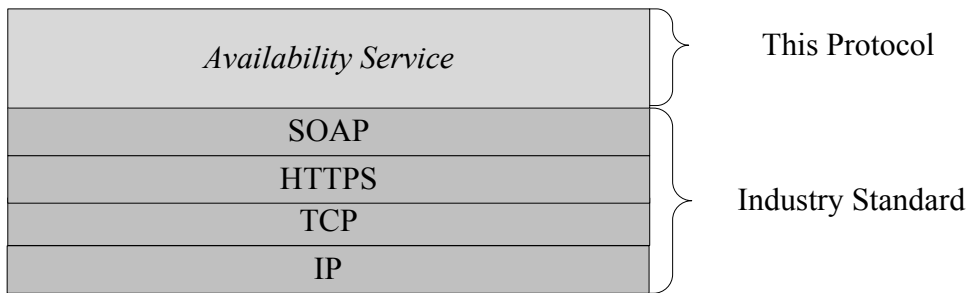 Availability Service
This Protocol
SOAP
HTTPS
TCP
IP
Industry Standard